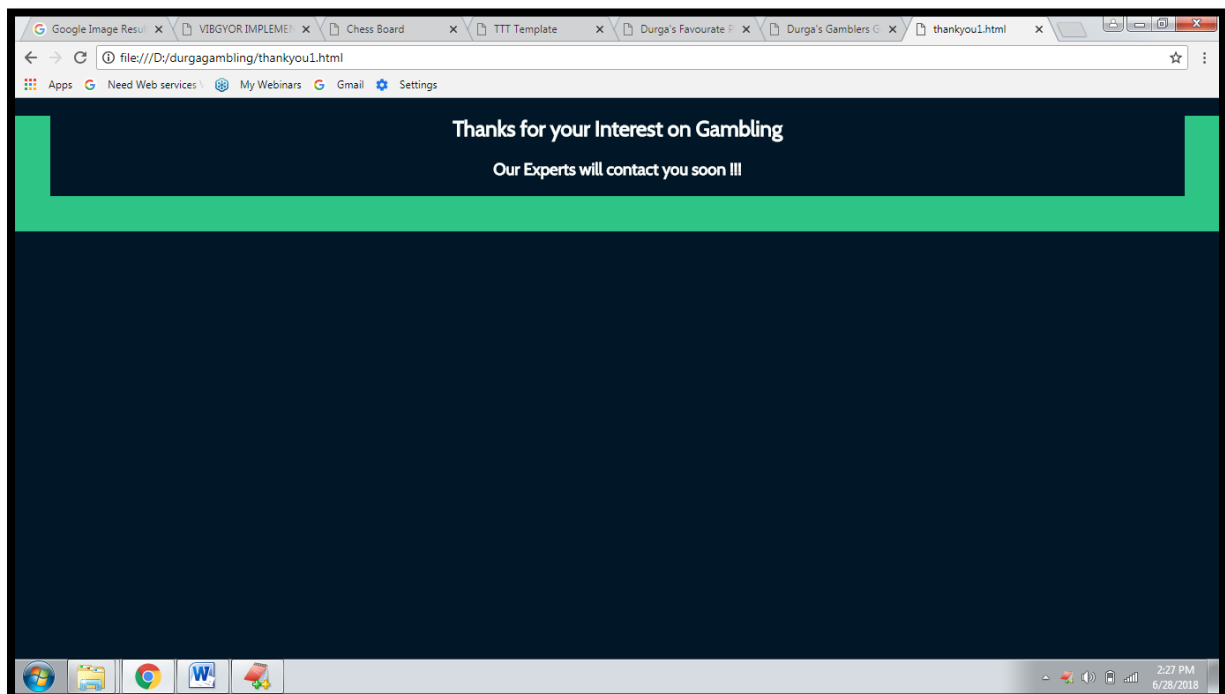 Google Image Resul
VIBGYOR IMPLEMEN
Chess Board
TTT Template
Durga's Favourate P
Durga's Gamblers G
thankyou1.html
file:///D:/durgagambling/thankyou1.html
Apps G Need Web services \ My Webinars G Gmail Settings
Thanks for your Interest on Gambling
Our Experts will contact you soon !!!
2:27 PM
6/28/2018